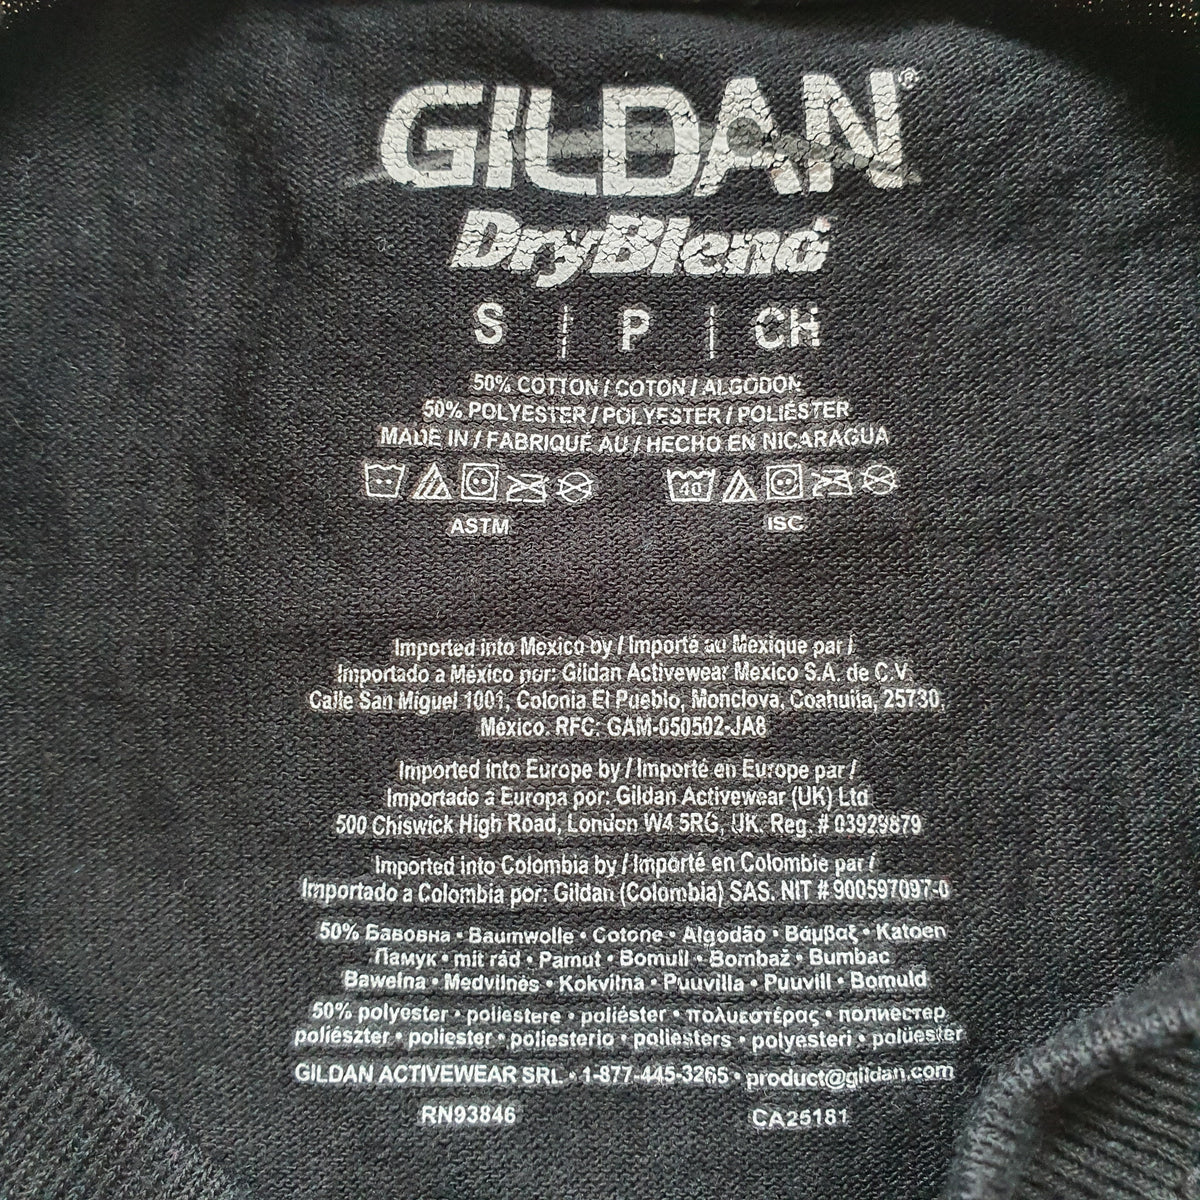 GILDAN®
DryBlend
S | P | CH
50% COTTON / COTON / ALGODON
50% POLYESTER / POLYESTER / POLIÉSTER
MADE IN / FABRIQUÉ AU / HECHO EN NICARAGUA
40
ASTM ISC
Imported into Mexico by / Importé au Mexique par /
Importado a México por: Gildan Activewear Mexico S.A. de C.V.
Calle San Miguel 1001, Colonia El Pueblo, Monclova, Coahuila, 25730,
México. RFC: GAM-050502-JA8
Imported into Europe by / Importé en Europe par /
Importado a Europa por: Gildan Activewear (UK) Ltd
500 Chiswick High Road, London W4 5RG, UK. Reg. # 03929879
Imported into Colombia by / Importé en Colombie par /
Importado a Colombia por: Gildan (Colombia) SAS. NIT # 900597097-0
50% Бавовна • Baumwolle • Cotone • Algodão • Βάμβαξ • Katoen
Памук • mit rád • Pamut • Bomull • Bombaž • Bumbac
Bawełna • Medvilnės • Kokvilna • Puuvilla • Puuvill • Bomuld
50% polyester • poliestere • poliéster • πολυεστέρας • полиестер
poliészter • poliester • poliesterio • poliesters • polyesteri • polüester
GILDAN ACTIVEWEAR SRL • 1-877-445-3265 • product@gildan.com
RN93846 CA25181